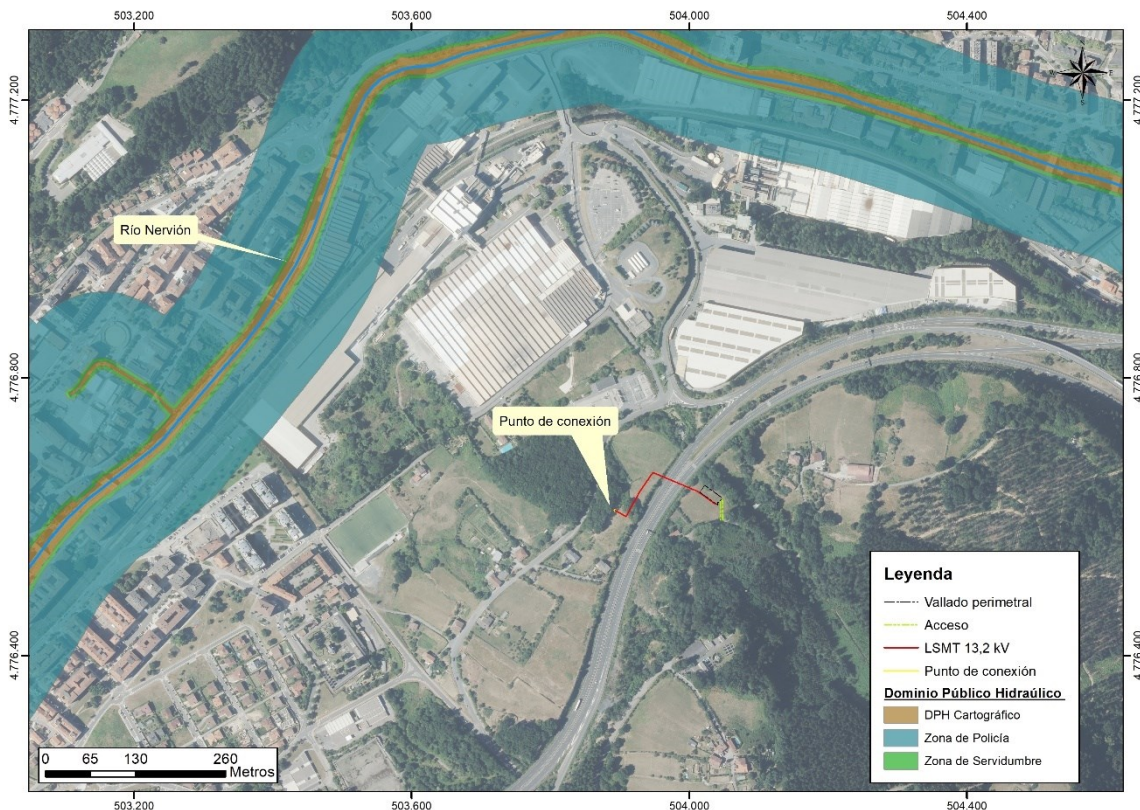 503.200 503.600 504.000 504.400
4.777.200 4.777.200
Río Nervión
4.776.800 4.776.800
Punto de conexión
Leyenda
Vallado perimetral
Acceso
LSMT 13,2 kV
Punto de conexión
Dominio Público Hidráulico
DPH Cartográfico
Zona de Policía
Zona de Servidumbre
4.776.400 4.776.400
0 65 130 260
Metros
503.200 503.600 504.000 504.400